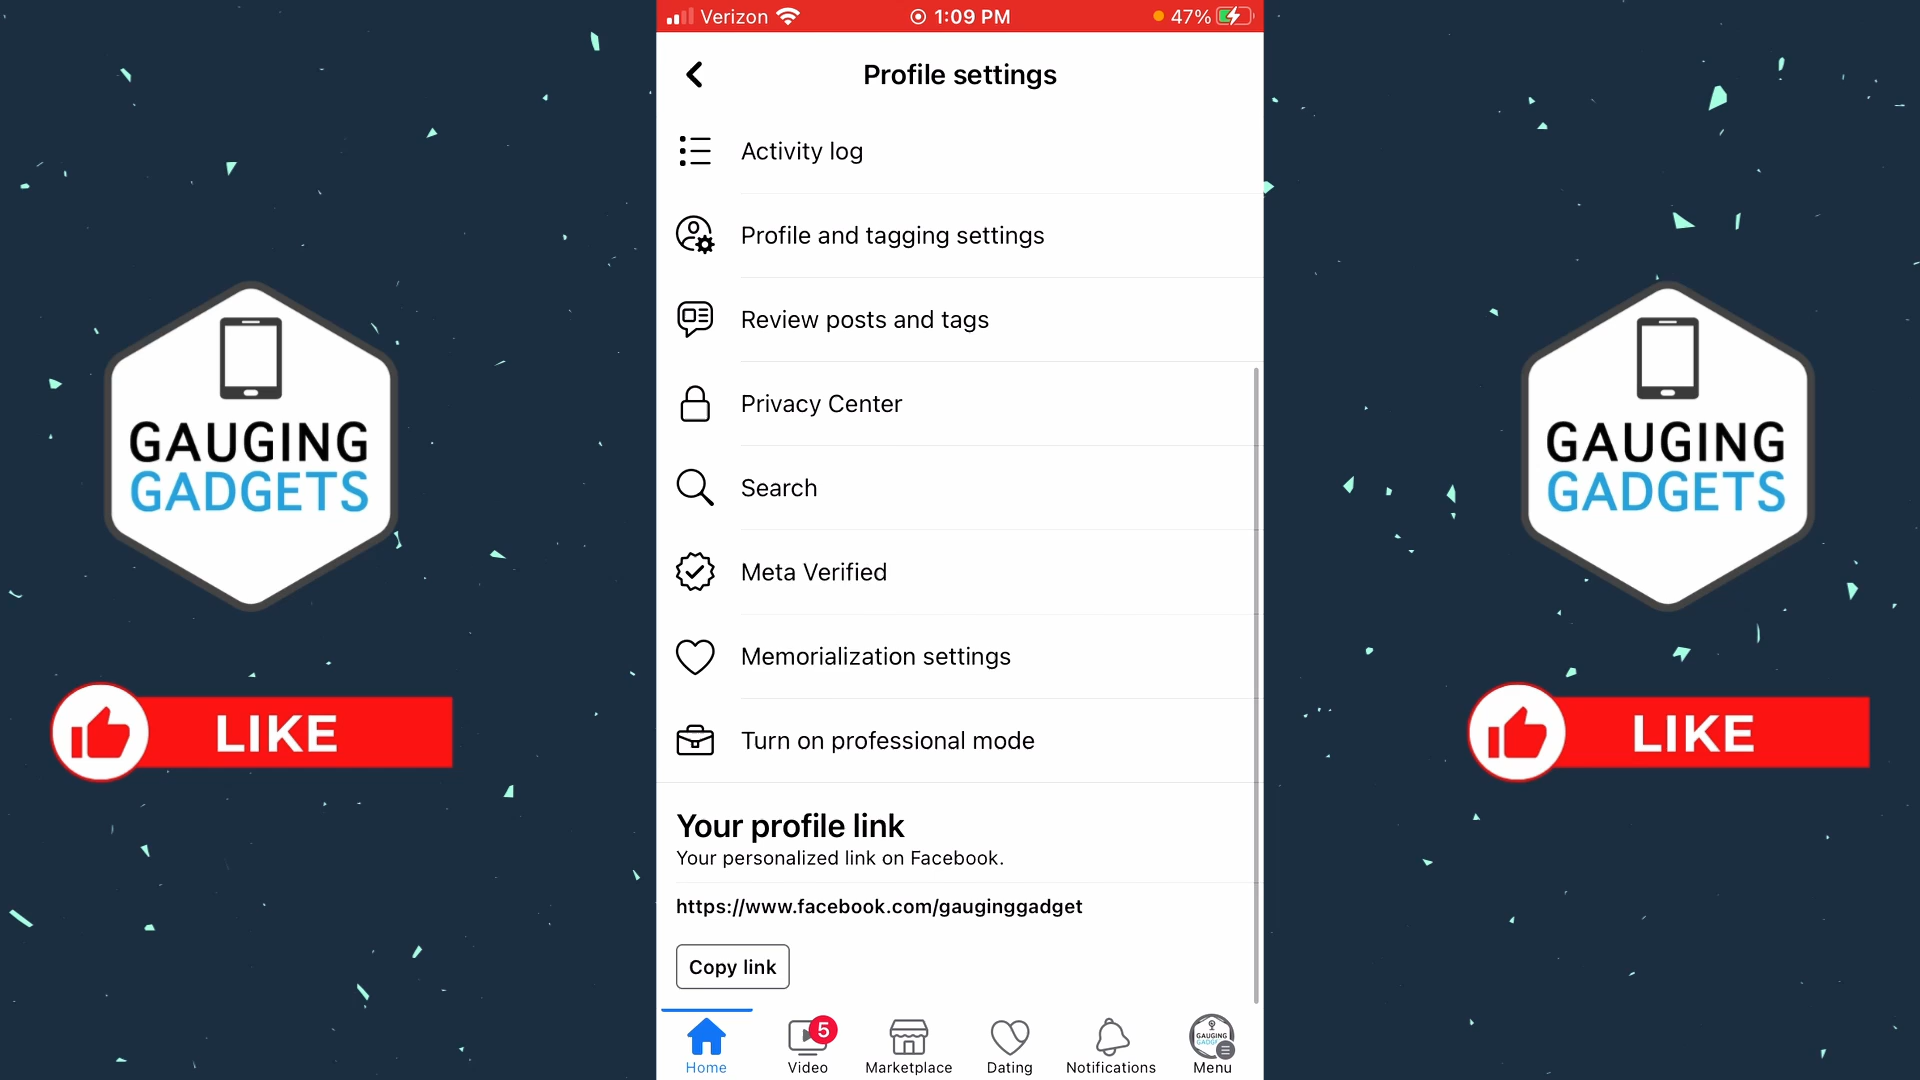 Verizon 1:09 PM 47%
Profile settings
Activity log
Profile and tagging settings
Review posts and tags
Privacy Center
Search
Meta Verified
Memorialization settings
Turn on professional mode
Your profile link
Your personalized link on Facebook.
https://www.facebook.com/gauginggadget
Copy link
5
Home Video Marketplace Dating Notifications Menu
GAUGING
GADGETS
LIKE
GAUGING
GADGETS
LIKE